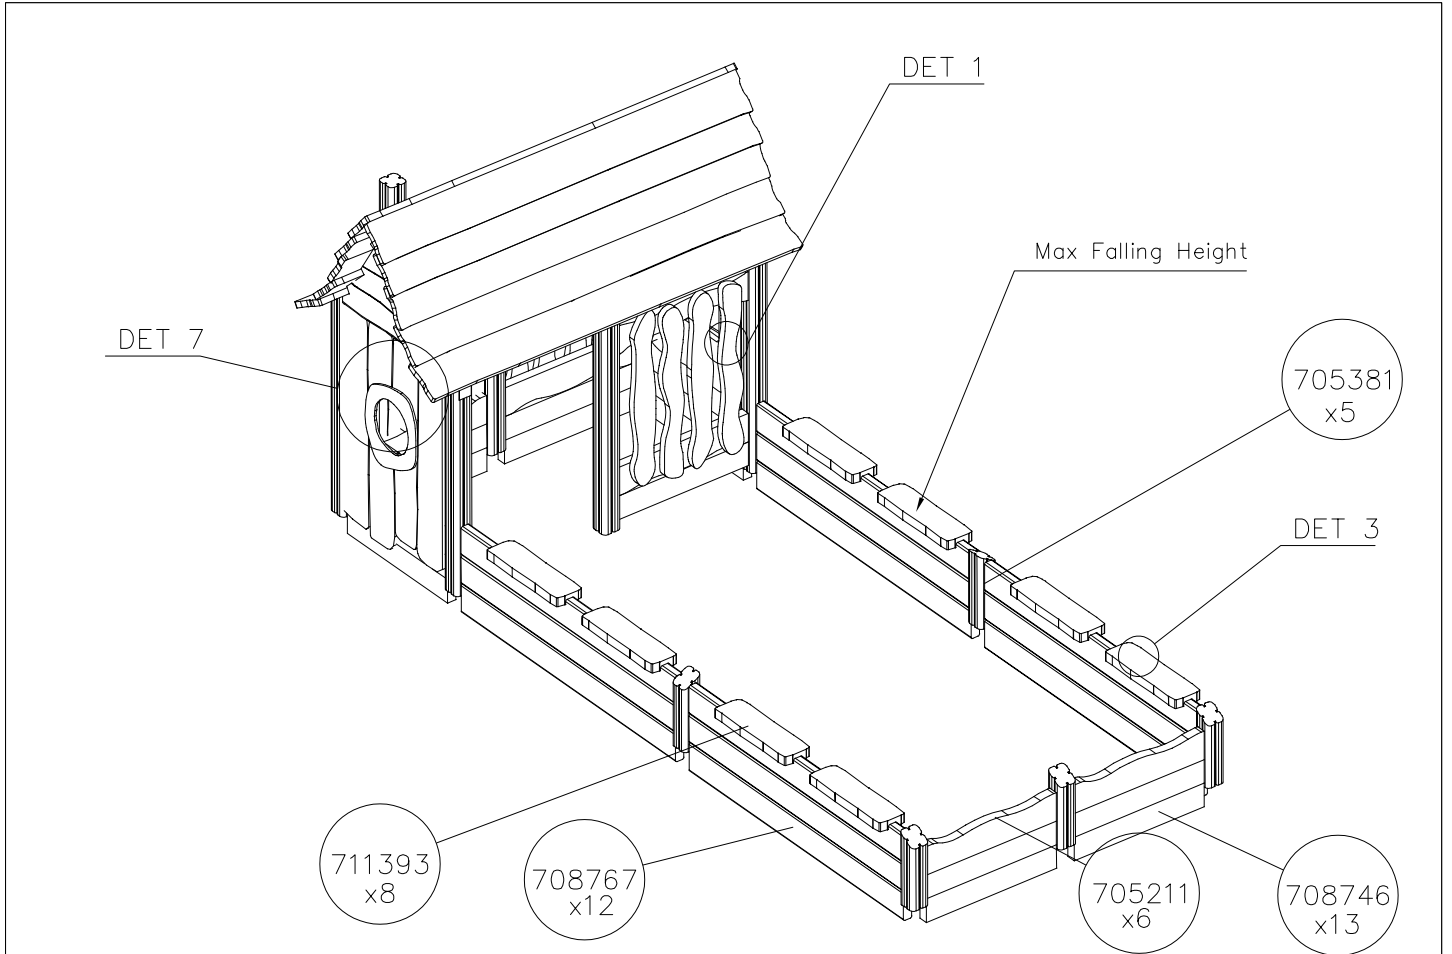 DET 1
Max Falling Height
DET 7
705381
x5
DET 3
711393
x8
708767
x12
705211
x6
708746
x13